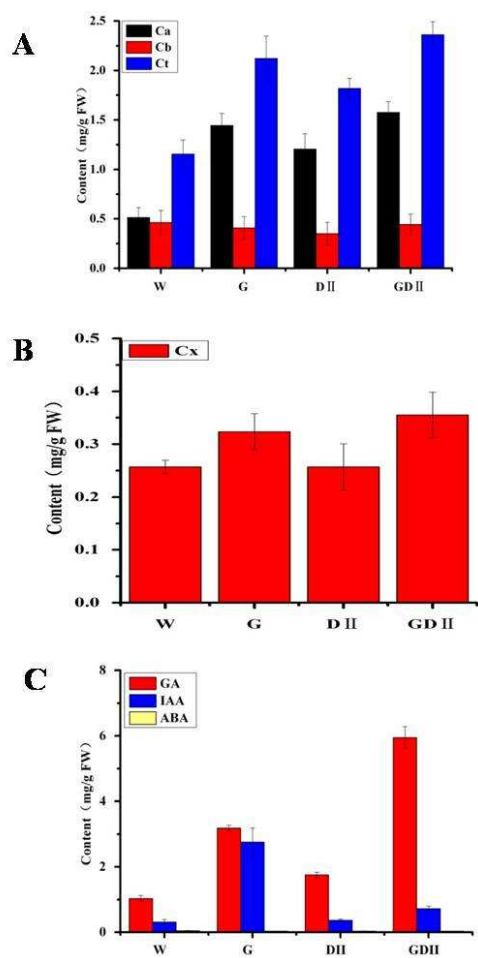 A
Ca
Cb
Ct
Content (mg/g FW)
2.5
2.0
1.5
1.0
0.5
0.0
W G DⅡ GDⅡ
B
Cx
Content (mg/g FW)
0.5
0.4
0.3
0.2
0.1
0.0
W G DⅡ GDⅡ
C
GA
IAA
ABA
Content (mg/g FW)
8
6
4
2
0
W G DII GDII